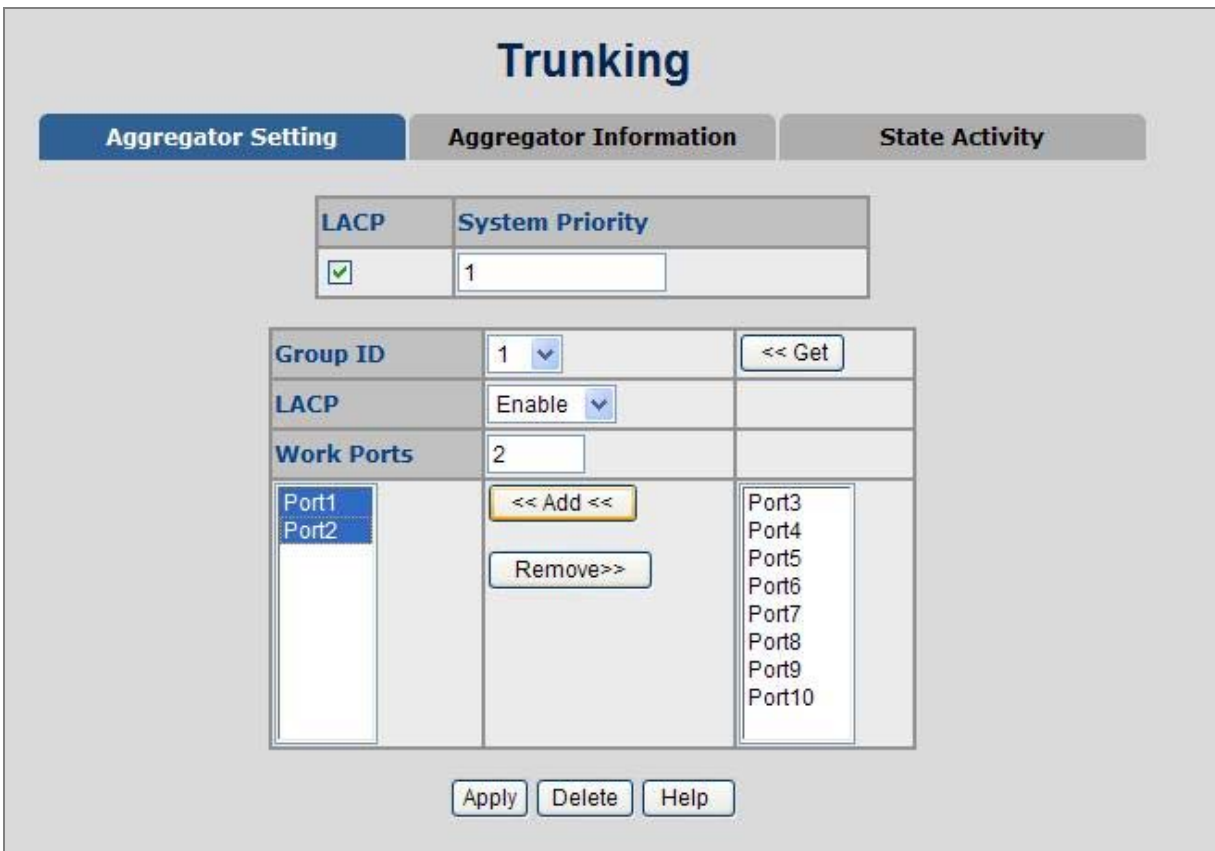 Trunking
Aggregator Setting
Aggregator Information
State Activity
LACP
System Priority
1
Group ID
1
<< Get
LACP
Enable
Work Ports
2
Port1
Port2
<< Add <<
Remove>>
Port3
Port4
Port5
Port6
Port7
Port8
Port9
Port10
Apply
Delete
Help